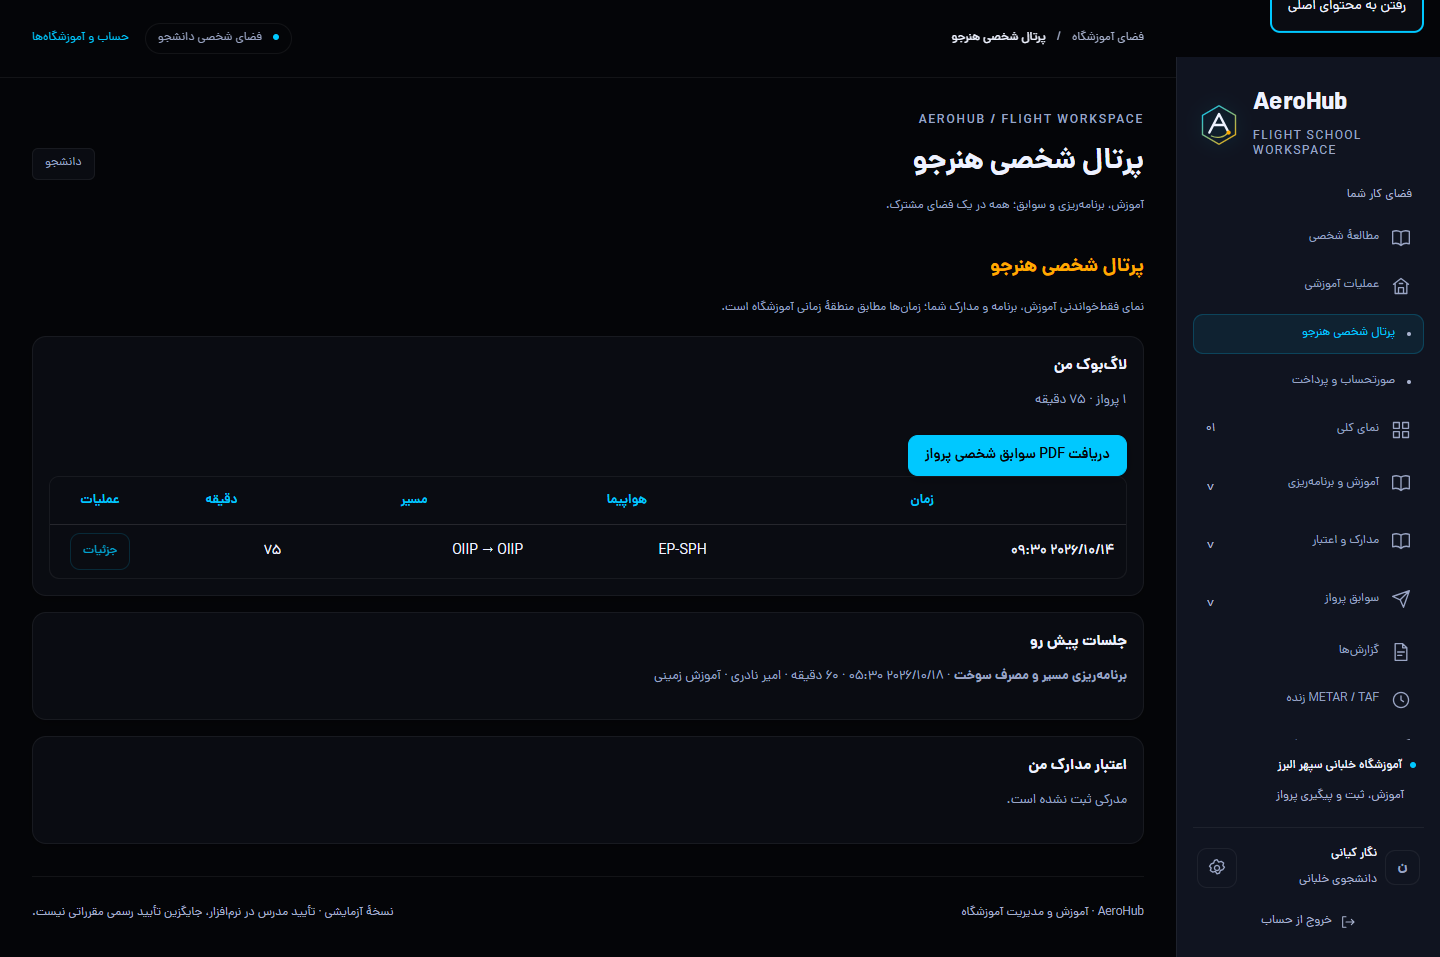 رفتن به محتوای اصلی
AeroHub
FLIGHT SCHOOL
WORKSPACE
فضای کار شما
مطالعهٔ شخصی
عملیات آموزشی
پرتال شخصی هنرجو
صورتحساب و پرداخت
نمای کلی ۰۱
آموزش و برنامه‌ریزی
مدارک و اعتبار
سوابق پرواز
گزارش‌ها
METAR / TAF زنده
آموزشگاه خلبانی سپهر البرز
آموزش، ثبت و پیگیری پرواز
ن
نگار کیانی
دانشجوی خلبانی
خروج از حساب
فضای آموزشگاه / پرتال شخصی هنرجو
فضای شخصی دانشجو
حساب و آموزشگاه‌ها
AEROHUB / FLIGHT WORKSPACE
پرتال شخصی هنرجو
دانشجو
آموزش، برنامه‌ریزی و سوابق؛ همه در یک فضای مشترک.
پرتال شخصی هنرجو
نمای فقط‌خواندنی آموزش، برنامه و مدارک شما؛ زمان‌ها مطابق منطقهٔ زمانی آموزشگاه است.
لاگ‌بوک من
۱ پرواز · ۷۵ دقیقه
دریافت PDF سوابق شخصی پرواز
زمان هواپیما مسیر دقیقه عملیات
۲۰۲۶/۱۰/۱۴ ۰۹:۳۰ EP-SPH OIIP → OIIP ۷۵ جزئیات
جلسات پیش رو
برنامه‌ریزی مسیر و مصرف سوخت · ۲۰۲۶/۱۰/۱۸ ۰۵:۳۰ · ۶۰ دقیقه · امیر نادری · آموزش زمینی
اعتبار مدارک من
مدرکی ثبت نشده است.
AeroHub · آموزش و مدیریت آموزشگاه
نسخهٔ آزمایشی · تأیید مدرس در نرم‌افزار، جایگزین تأیید رسمی مقرراتی نیست.